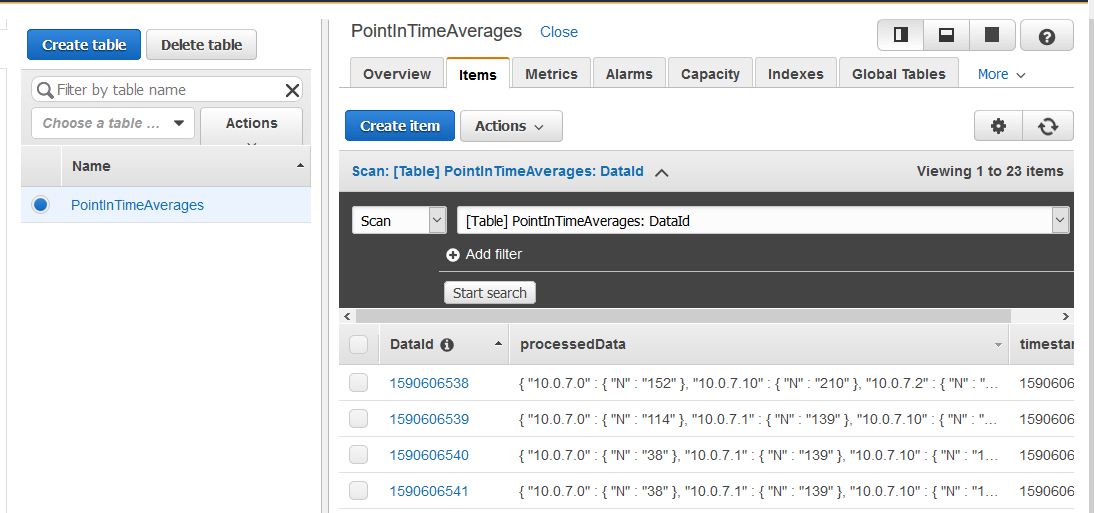 Create table
Delete table
Filter by table name
Choose a table ...
Actions
Name
PointInTimeAverages
PointInTimeAverages Close
Overview
Items
Metrics
Alarms
Capacity
Indexes
Global Tables
More
Create item
Actions
Scan: [Table] PointInTimeAverages: DataId
Viewing 1 to 23 items
Scan
[Table] PointInTimeAverages: DataId
Add filter
Start search
DataId processedData timestar
1590606538 { "10.0.7.0" : { "N" : "152" }, "10.0.7.10" : { "N" : "210" }, "10.0.7.2" : { "N" : "... 1590606
1590606539 { "10.0.7.0" : { "N" : "114" }, "10.0.7.1" : { "N" : "139" }, "10.0.7.10" : { "N" : "... 1590606
1590606540 { "10.0.7.0" : { "N" : "38" }, "10.0.7.1" : { "N" : "139" }, "10.0.7.10" : { "N" : "1... 1590606
1590606541 { "10.0.7.0" : { "N" : "38" }, "10.0.7.1" : { "N" : "139" }, "10.0.7.10" : { "N" : "1... 1590606